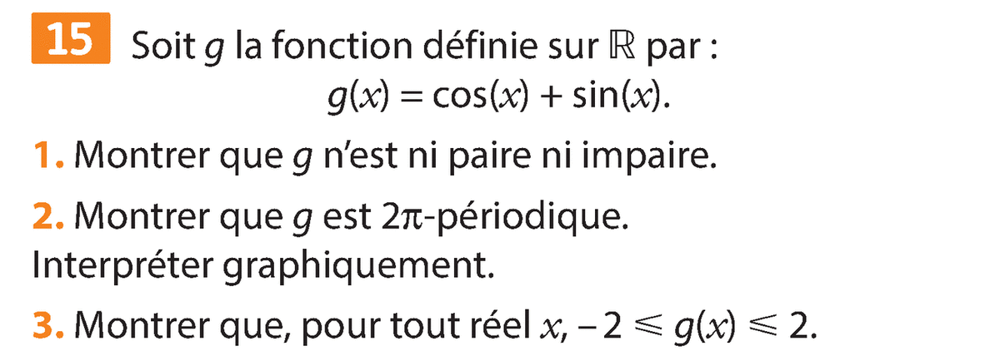 15 Soit g la fonction définie sur ℝ par :
g(x) = cos(x) + sin(x).
1. Montrer que g n’est ni paire ni impaire.
2. Montrer que g est 2π-périodique.
Interpréter graphiquement.
3. Montrer que, pour tout réel x, – 2 ⩽ g(x) ⩽ 2.